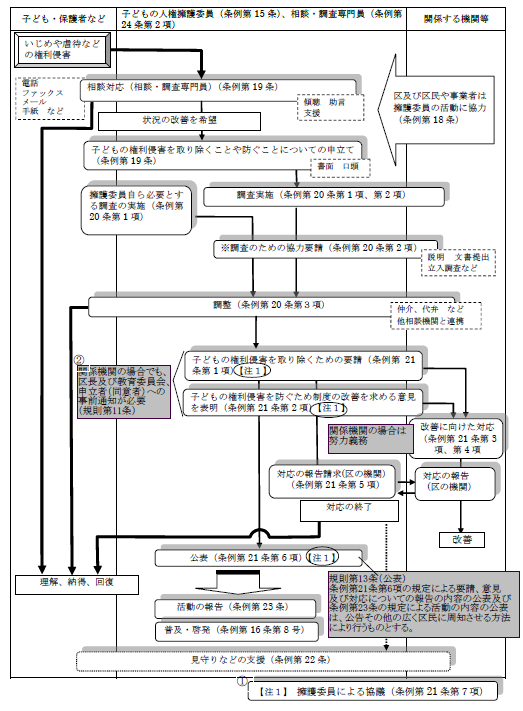 子ども・保護者など
子どもの人権擁護委員（条例第15条）、相談・調査専門員（条例第
24条第2項）
関係する機関等
いじめや虐待など
の権利侵害
電話
ファックス
メール
手紙　など
相談対応（相談・調査専門員）（条例第19条）
傾聴　助言
支援
区及び区民や事業者は
擁護委員の活動に協力
（条例第18条）
状況の改善を希望
子どもの権利侵害を取り除くことや防ぐことについての申立て
（条例第19条）
書面　口頭
擁護委員自ら必要とす
る調査の実施（条例第
20条第1項）
調査実施（条例第20条第1項、第2項）
※調査のための協力要請（条例第20条第2項）
説明　文書提出
立入調査など
調整（条例第20条第3項）
仲介、代弁　など
他相談機関と連携
②
関係機関の場合でも、
区長及び教育委員会、
申立者（同意者）への
事前通知が必要
（規則第11条）
子どもの権利侵害を取り除くための要請（条例第21
条第1項）【注1】
子どもの権利侵害を防ぐため制度の改善を求める意見
を表明（条例第21条第2項）【注1】
関係機関の場合は
努力義務
改善に向けた対応
（条例第21条第3
項、第4項
対応の報告請求(区の機関)
（条例第21条第5項）
対応の報告
（区の機関）
対応の終了
改善
公表（条例第21条第6項）【注1】
理解、納得、回復
規則第13条(公表)
条例第21条第6項の規定による要請、意見
及び対応についての報告の内容の公表及び
条例第23条の規定による活動の内容の公表
は、公告その他の広く区民に周知させる方法
により行うものとする。
活動の報告（条例第23条）
普及・啓発（条例第16条第8号）
見守りなどの支援（条例第22条）
①
【注1】 擁護委員による協議（条例第21条第7項）